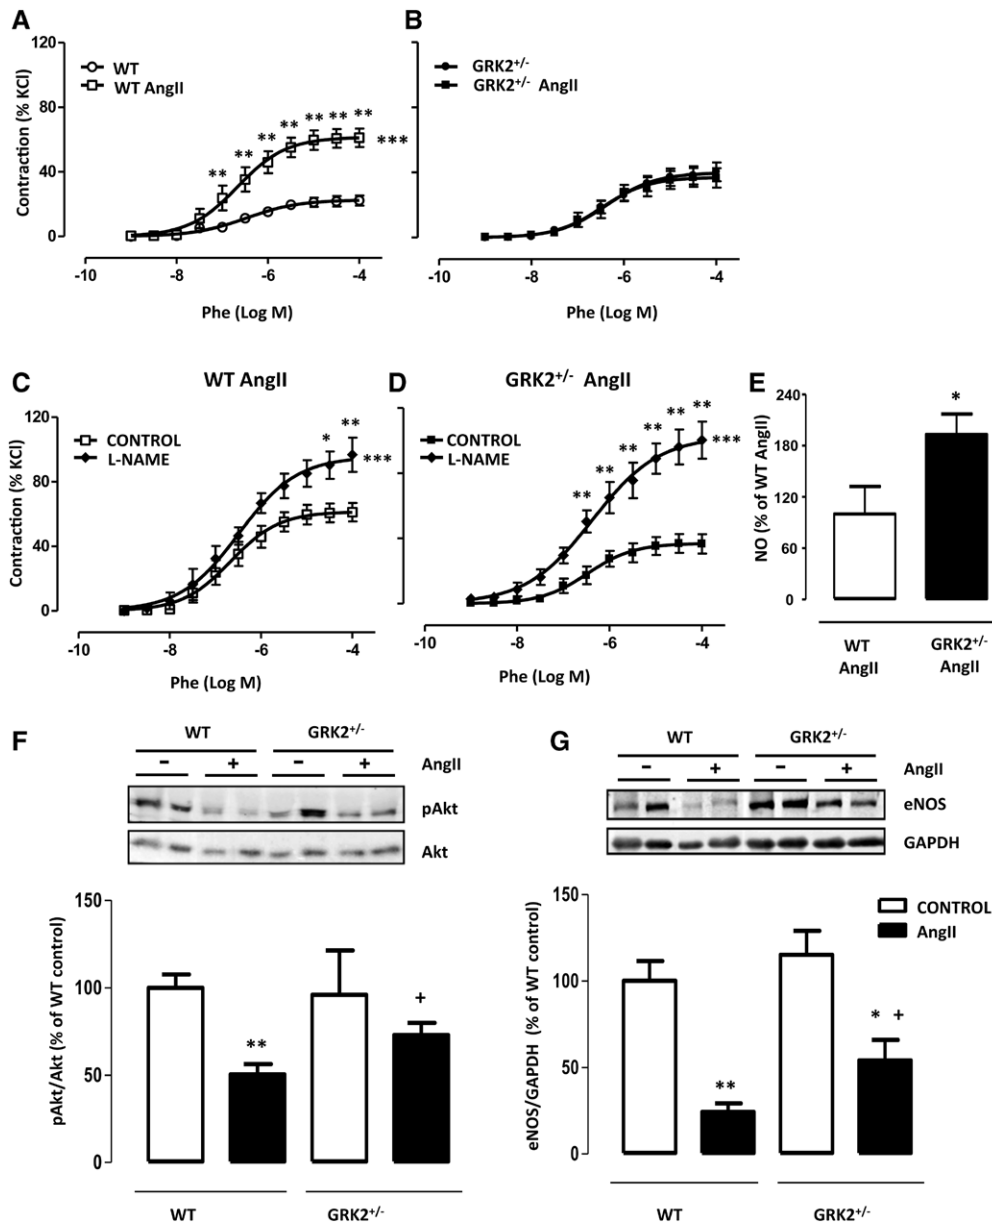 A
B
120
80
40
0
Contraction (% KCl)
WT
WT AngII
** ** ** ** ** ** **
***
-10 -8 -6 -4
Phe (Log M)
GRK2+/-
GRK2+/- AngII
-10 -8 -6 -4
Phe (Log M)
C
WT AngII
120
80
40
0
Contraction (% KCl)
CONTROL
L-NAME
* **
***
-10 -8 -6 -4
Phe (Log M)
D
GRK2+/- AngII
CONTROL
L-NAME
** ** ** ** ** **
***
-10 -8 -6 -4
Phe (Log M)
E
240
180
120
60
0
NO (% of WT AngII)
*
WT
AngII
GRK2+/-
AngII
F
WT GRK2+/-
- + - + AngII
pAkt
Akt
150
100
50
0
pAkt/Akt (% of WT control)
**
+
WT GRK2+/-
G
WT GRK2+/-
- + - + AngII
eNOS
GAPDH
150
100
50
0
eNOS/GAPDH (% of WT control)
CONTROL
AngII
**
* +
WT GRK2+/-